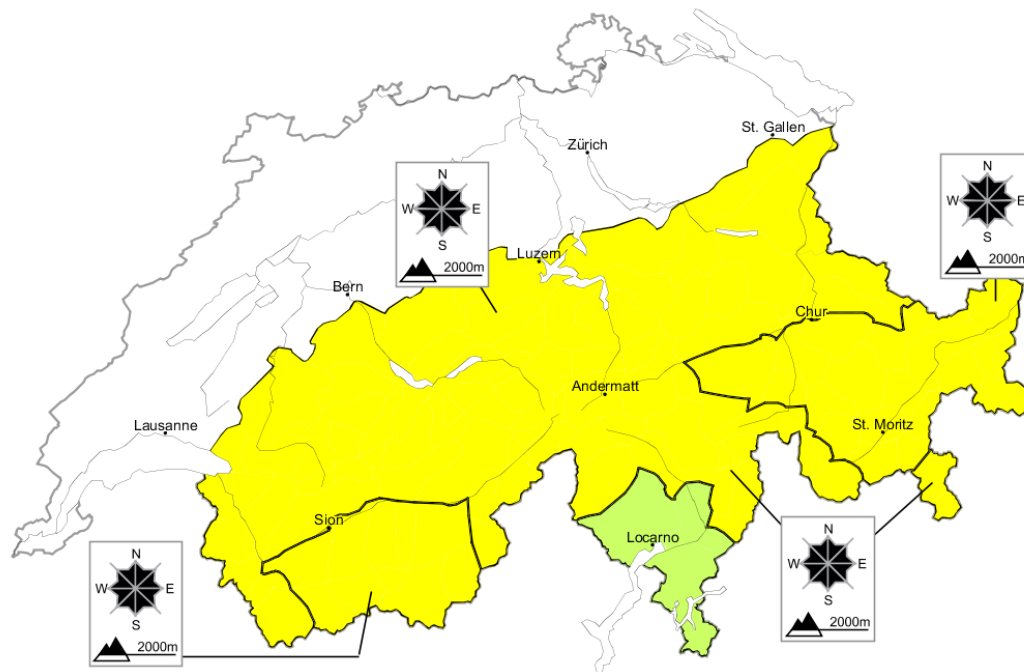 St. Gallen
Zürich
N
W E
S
2000m
N
W E
S
2000m
Luzern
Bern
Chur
Andermatt
Lausanne
St. Moritz
Sion
Locarno
N
W E
S
2000m
N
W E
S
2000m